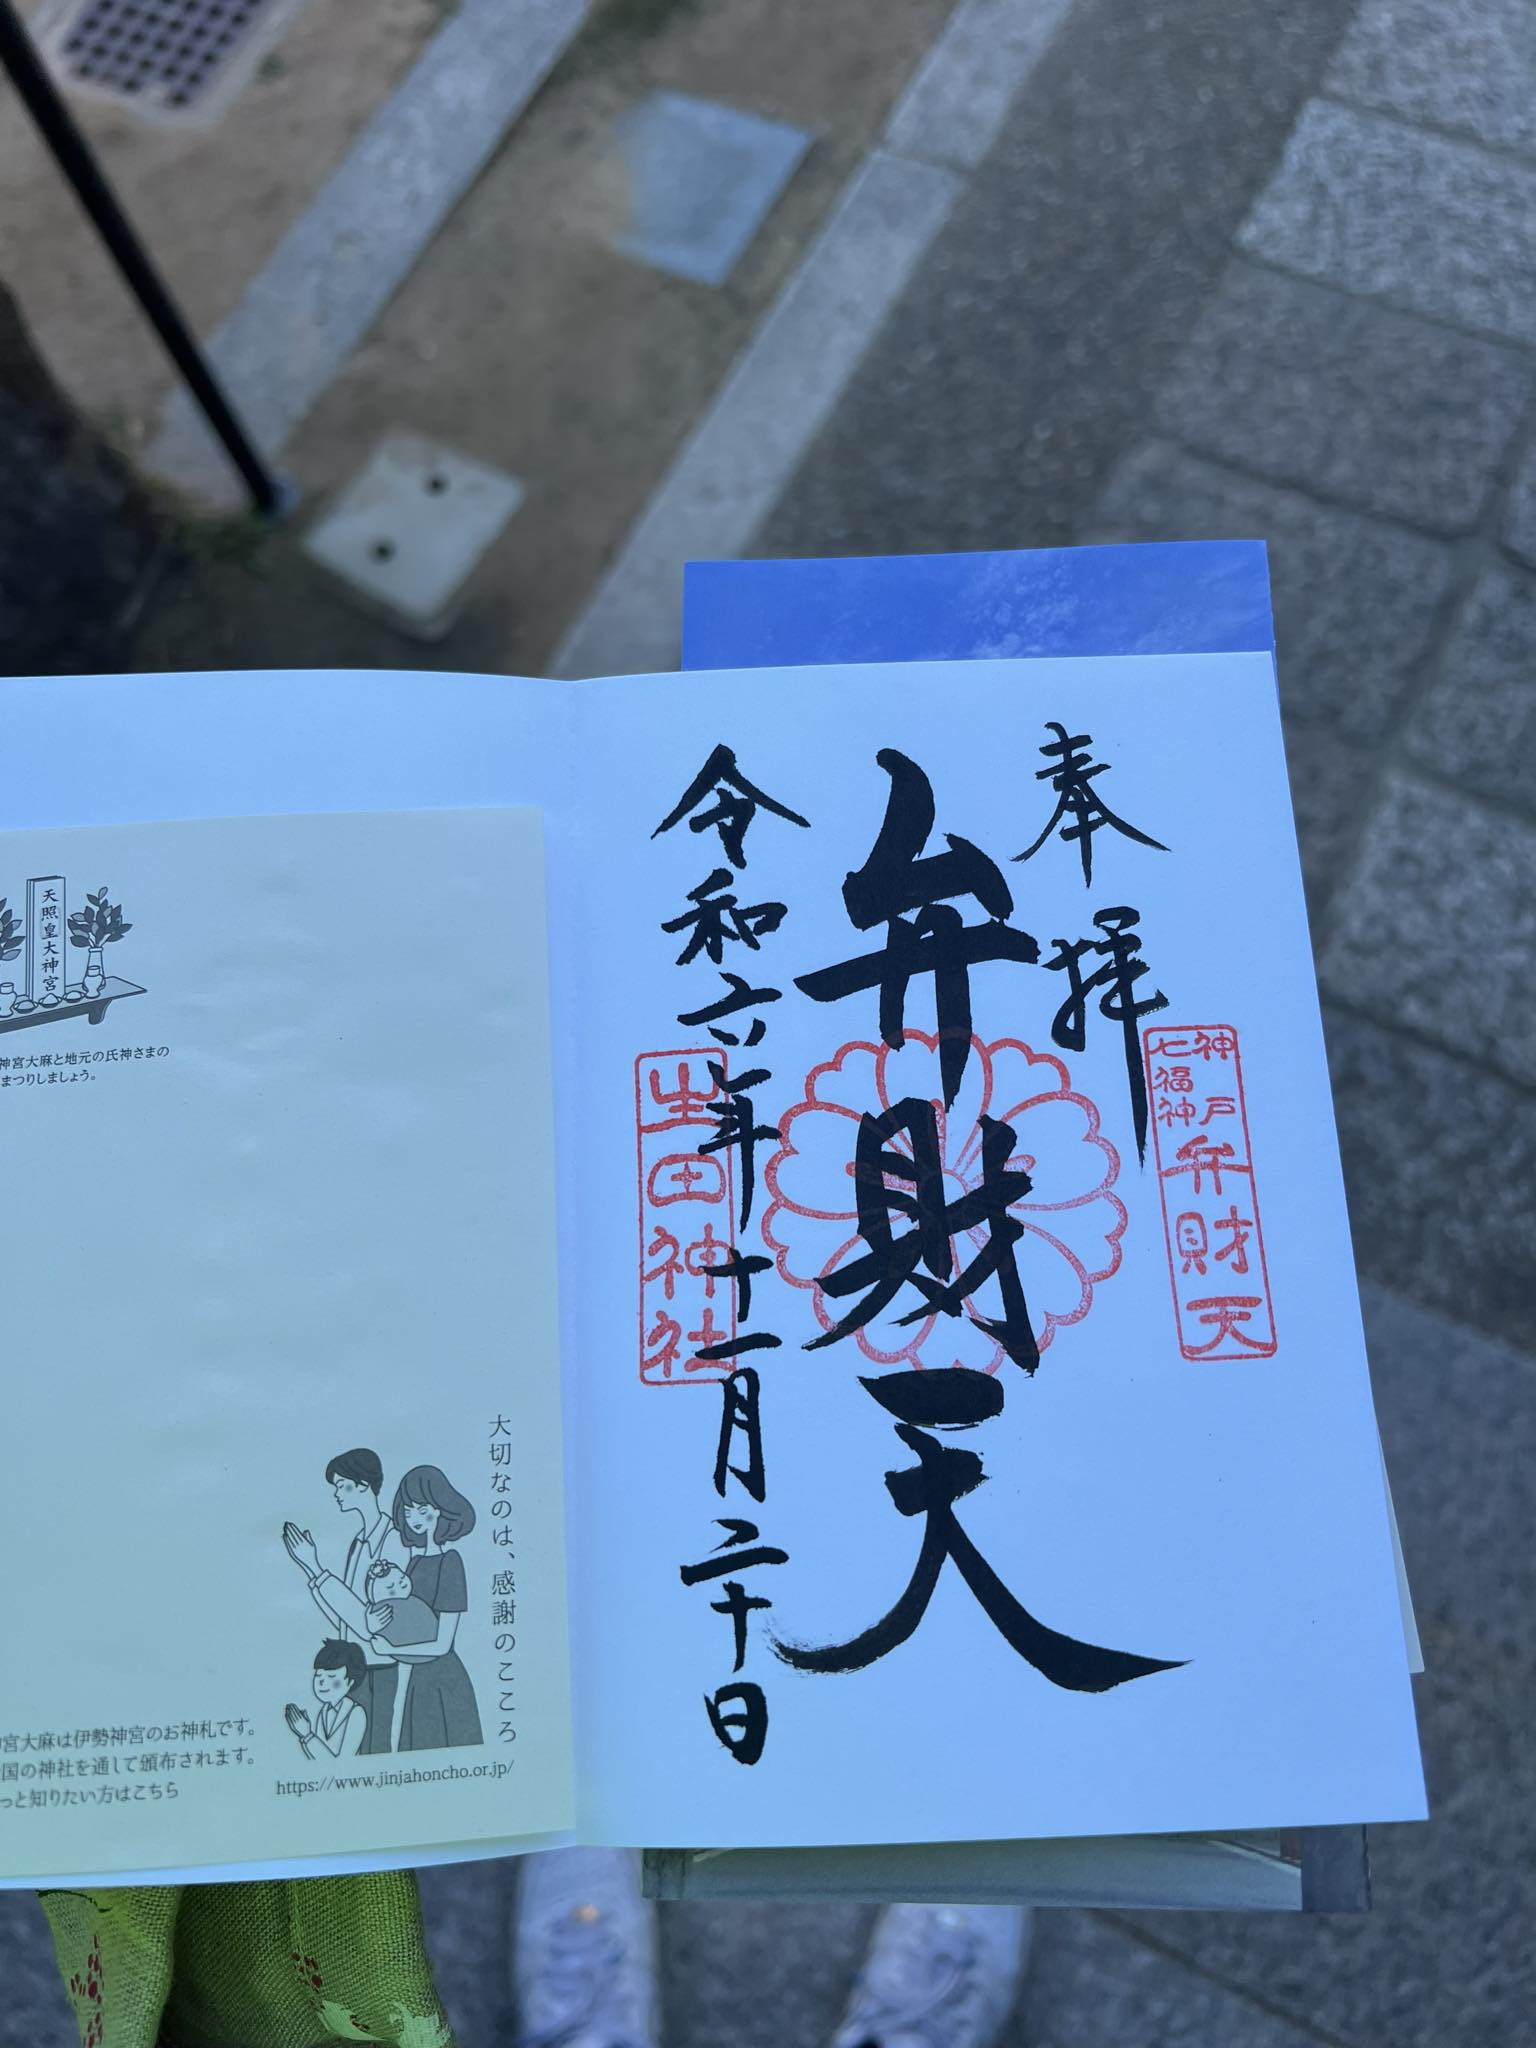 奉拝
神戸
七福神
弁財天
弁財天
令和六年十一月二十日
生田神社
天照皇大神宮
神宮大麻と地元の氏神さまの
まつりしましょう。
大切なのは、感謝のこころ
宮大麻は伊勢神宮のお神札です。
国の神社を通して頒布されます。
っと知りたい方はこちら
https://www.jinjahoncho.or.jp/